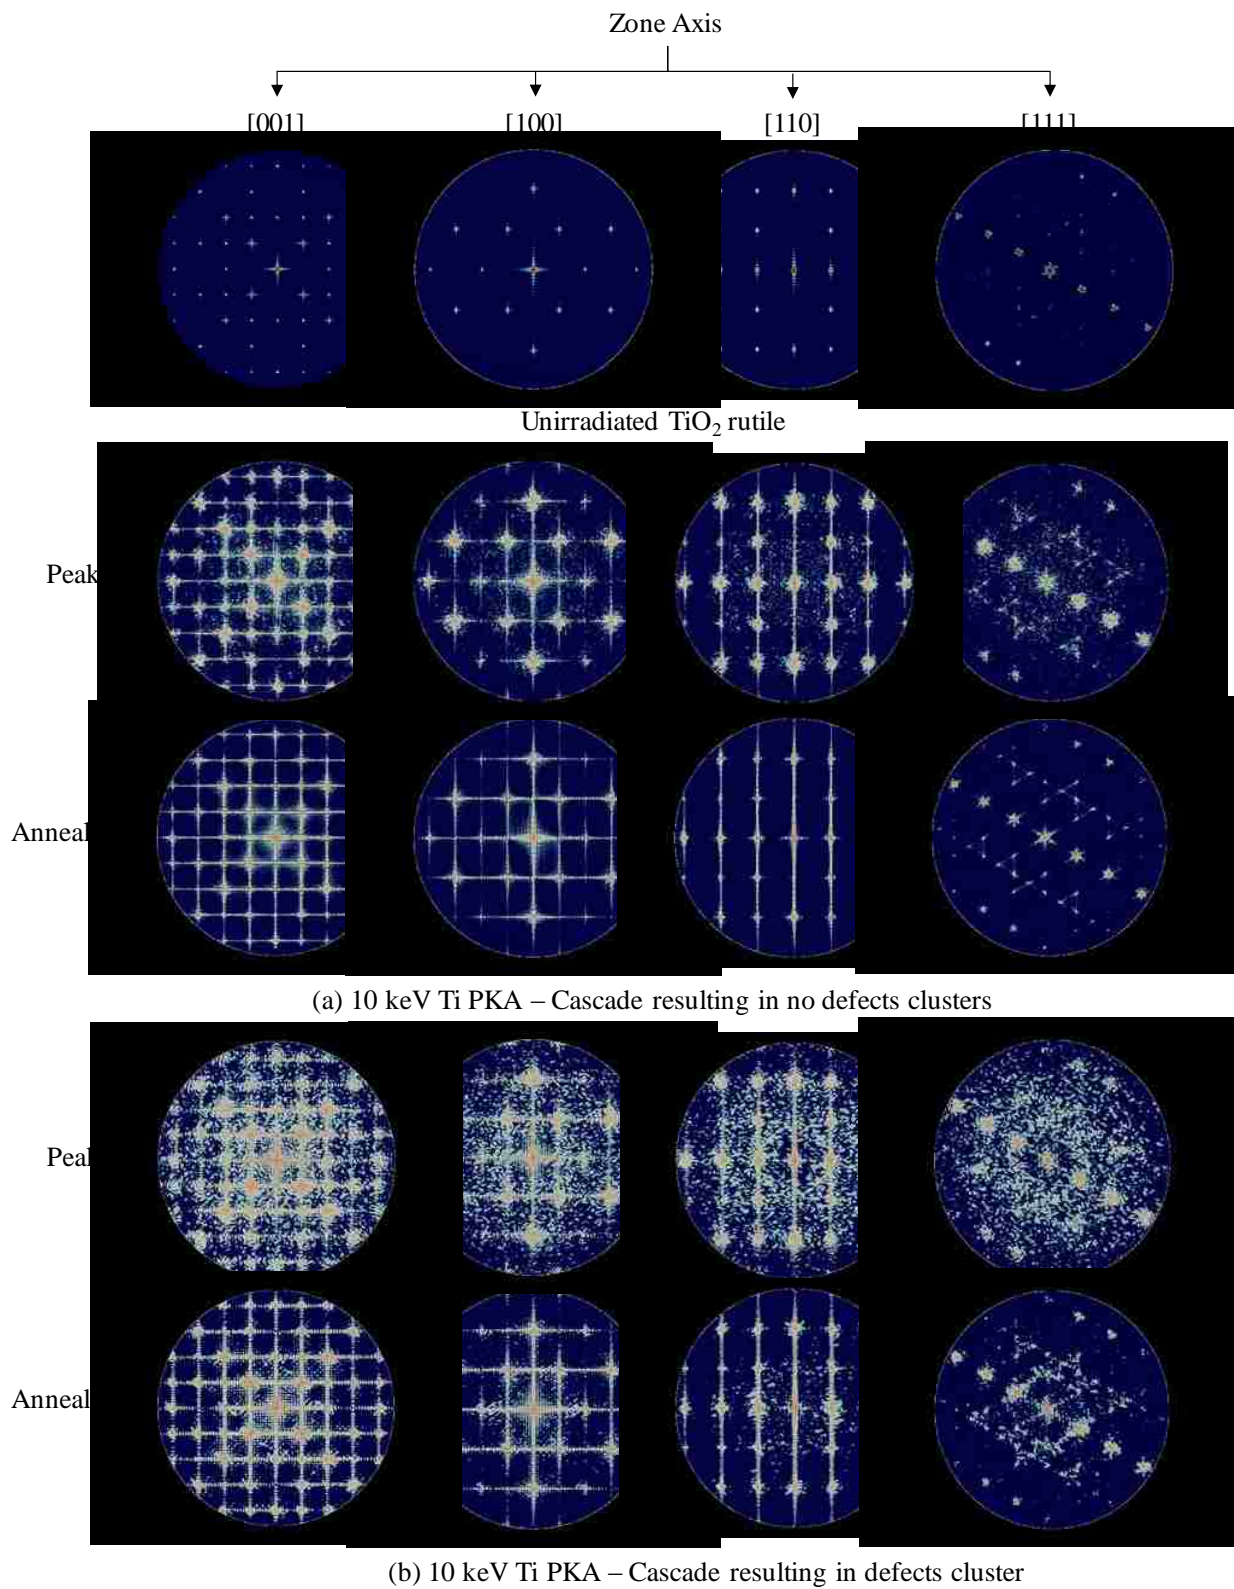 Zone Axis
[001] [100] [110] [111]
Unirradiated TiO₂ rutile
Peak
Anneal
(a) 10 keV Ti PKA – Cascade resulting in no defects clusters
Peak
Anneal
(b) 10 keV Ti PKA – Cascade resulting in defects cluster